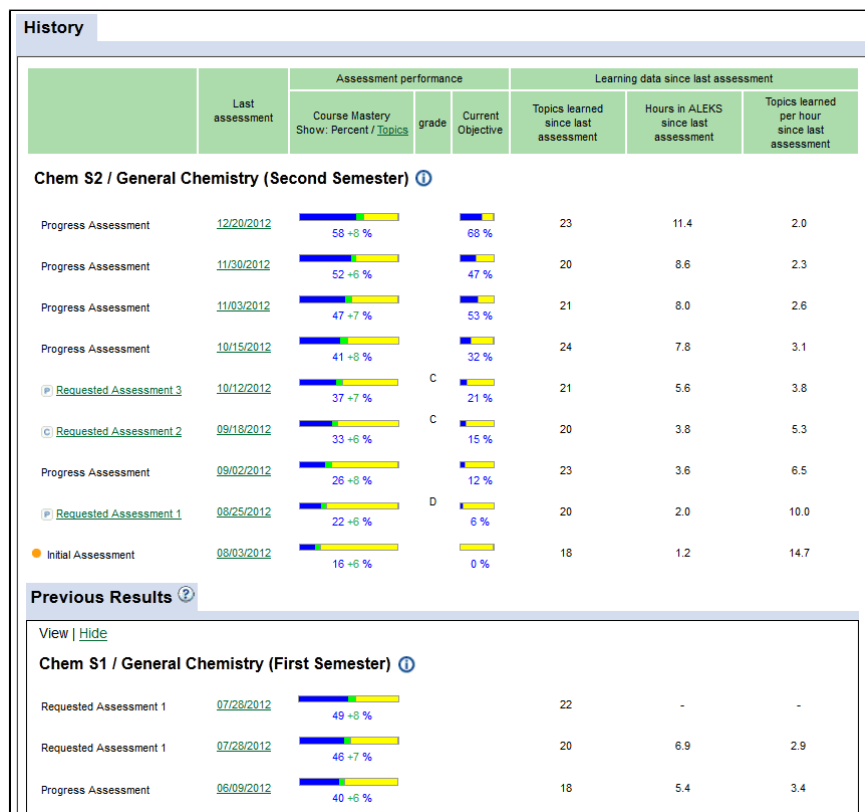 History
Assessment performance
Learning data since last assessment
Last assessment
Course Mastery
Show: Percent / Topics
grade
Current Objective
Topics learned since last assessment
Hours in ALEKS since last assessment
Topics learned per hour since last assessment
Chem S2 / General Chemistry (Second Semester) i
Progress Assessment 12/20/2012 58 +8 % 68 % 23 11.4 2.0
Progress Assessment 11/30/2012 52 +6 % 47 % 20 8.6 2.3
Progress Assessment 11/03/2012 47 +7 % 53 % 21 8.0 2.6
Progress Assessment 10/15/2012 41 +8 % 32 % 24 7.8 3.1
P Requested Assessment 3 10/12/2012 37 +7 % C 21 % 21 5.6 3.8
C Requested Assessment 2 09/18/2012 33 +6 % C 15 % 20 3.8 5.3
Progress Assessment 09/02/2012 26 +8 % 12 % 23 3.6 6.5
P Requested Assessment 1 08/25/2012 22 +6 % D 6 % 20 2.0 10.0
Initial Assessment 08/03/2012 16 +6 % 0 % 18 1.2 14.7
Previous Results ?
View | Hide
Chem S1 / General Chemistry (First Semester) i
Requested Assessment 1 07/28/2012 49 +8 % 22 - -
Requested Assessment 1 07/28/2012 46 +7 % 20 6.9 2.9
Progress Assessment 06/09/2012 40 +6 % 18 5.4 3.4